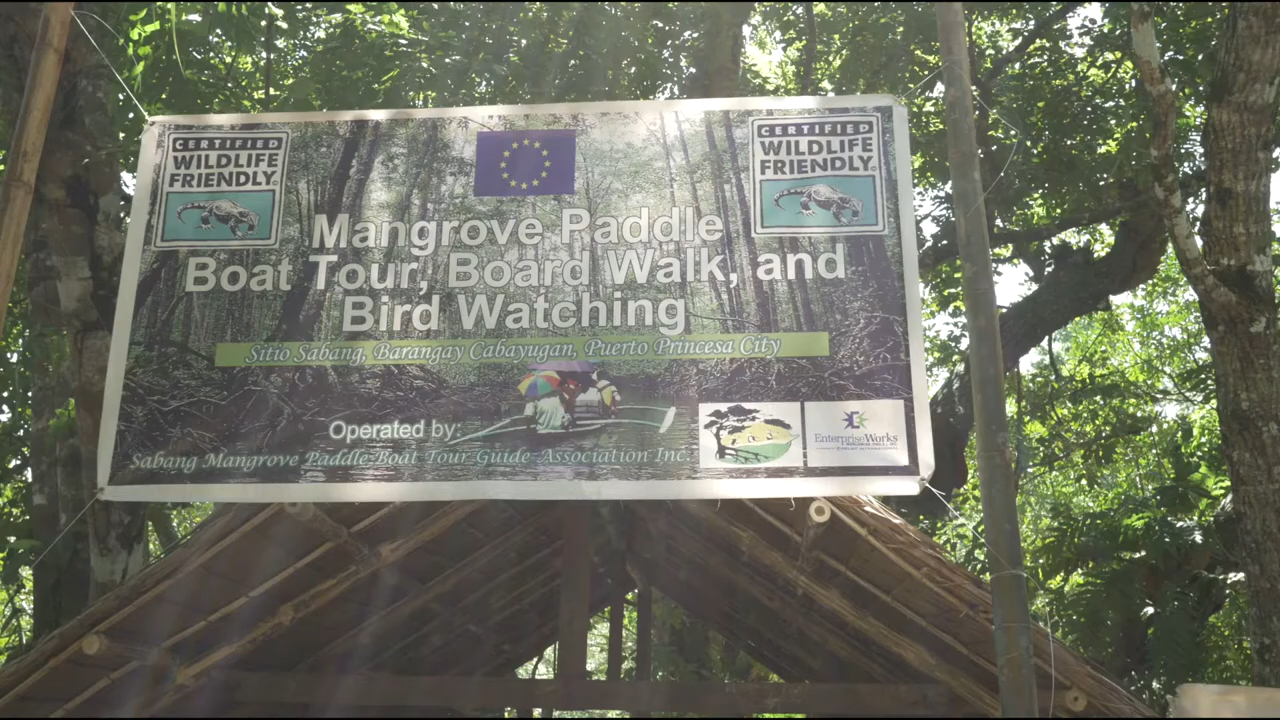 CERTIFIED
WILDLIFE
FRIENDLY
CERTIFIED
WILDLIFE
FRIENDLY
Mangrove Paddle
Boat Tour, Board Walk, and
Bird Watching
Sitio Sabang, Barangay Cabayugan, Puerto Princesa City
Operated by:
Sabang Mangrove Paddle Boat Tour Guide Association Inc.
EnterpriseWorks